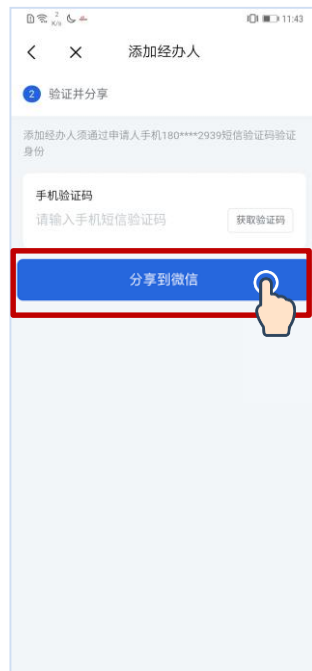 2 K/s 11:43
添加经办人
2 验证并分享
添加经办人须通过申请人手机180****2939短信验证码验证
身份
手机验证码
请输入手机短信验证码 获取验证码
分享到微信